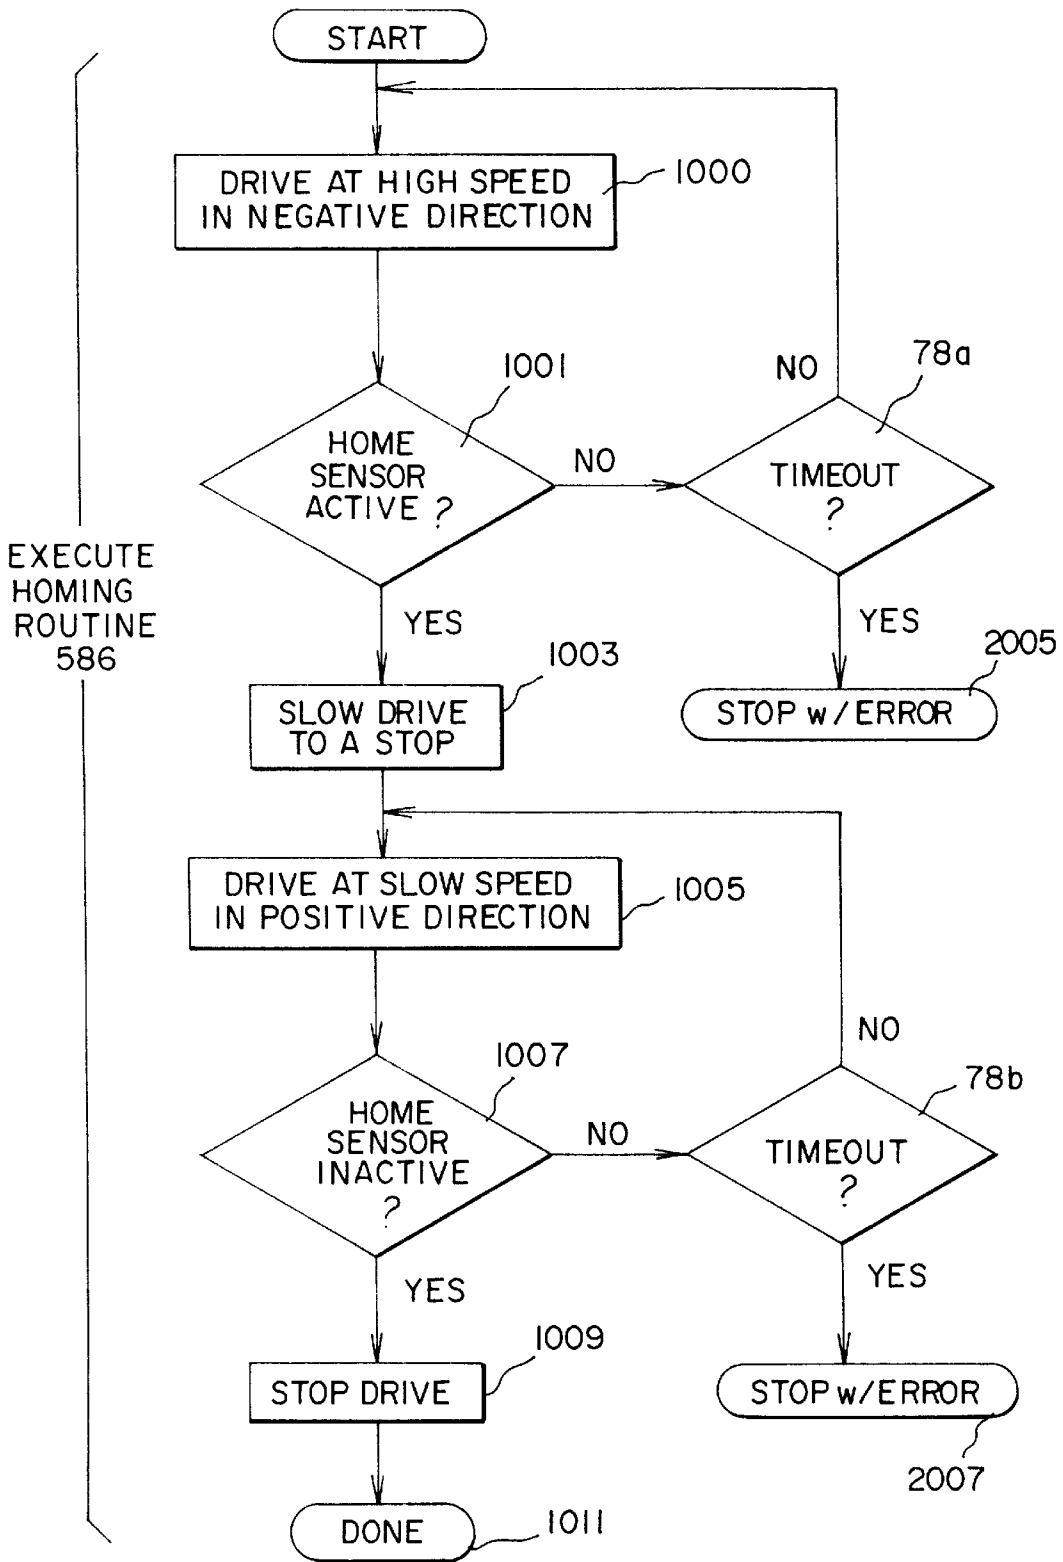 START
DRIVE AT HIGH SPEED
IN NEGATIVE DIRECTION
1000
HOME
SENSOR
ACTIVE ?
1001
NO
TIMEOUT
?
78a
NO
YES
STOP w/ERROR
2005
YES
EXECUTE
HOMING
ROUTINE
586
SLOW DRIVE
TO A STOP
1003
DRIVE AT SLOW SPEED
IN POSITIVE DIRECTION
1005
HOME
SENSOR
INACTIVE
?
1007
NO
TIMEOUT
?
78b
NO
YES
STOP w/ERROR
2007
YES
STOP DRIVE
1009
DONE
1011